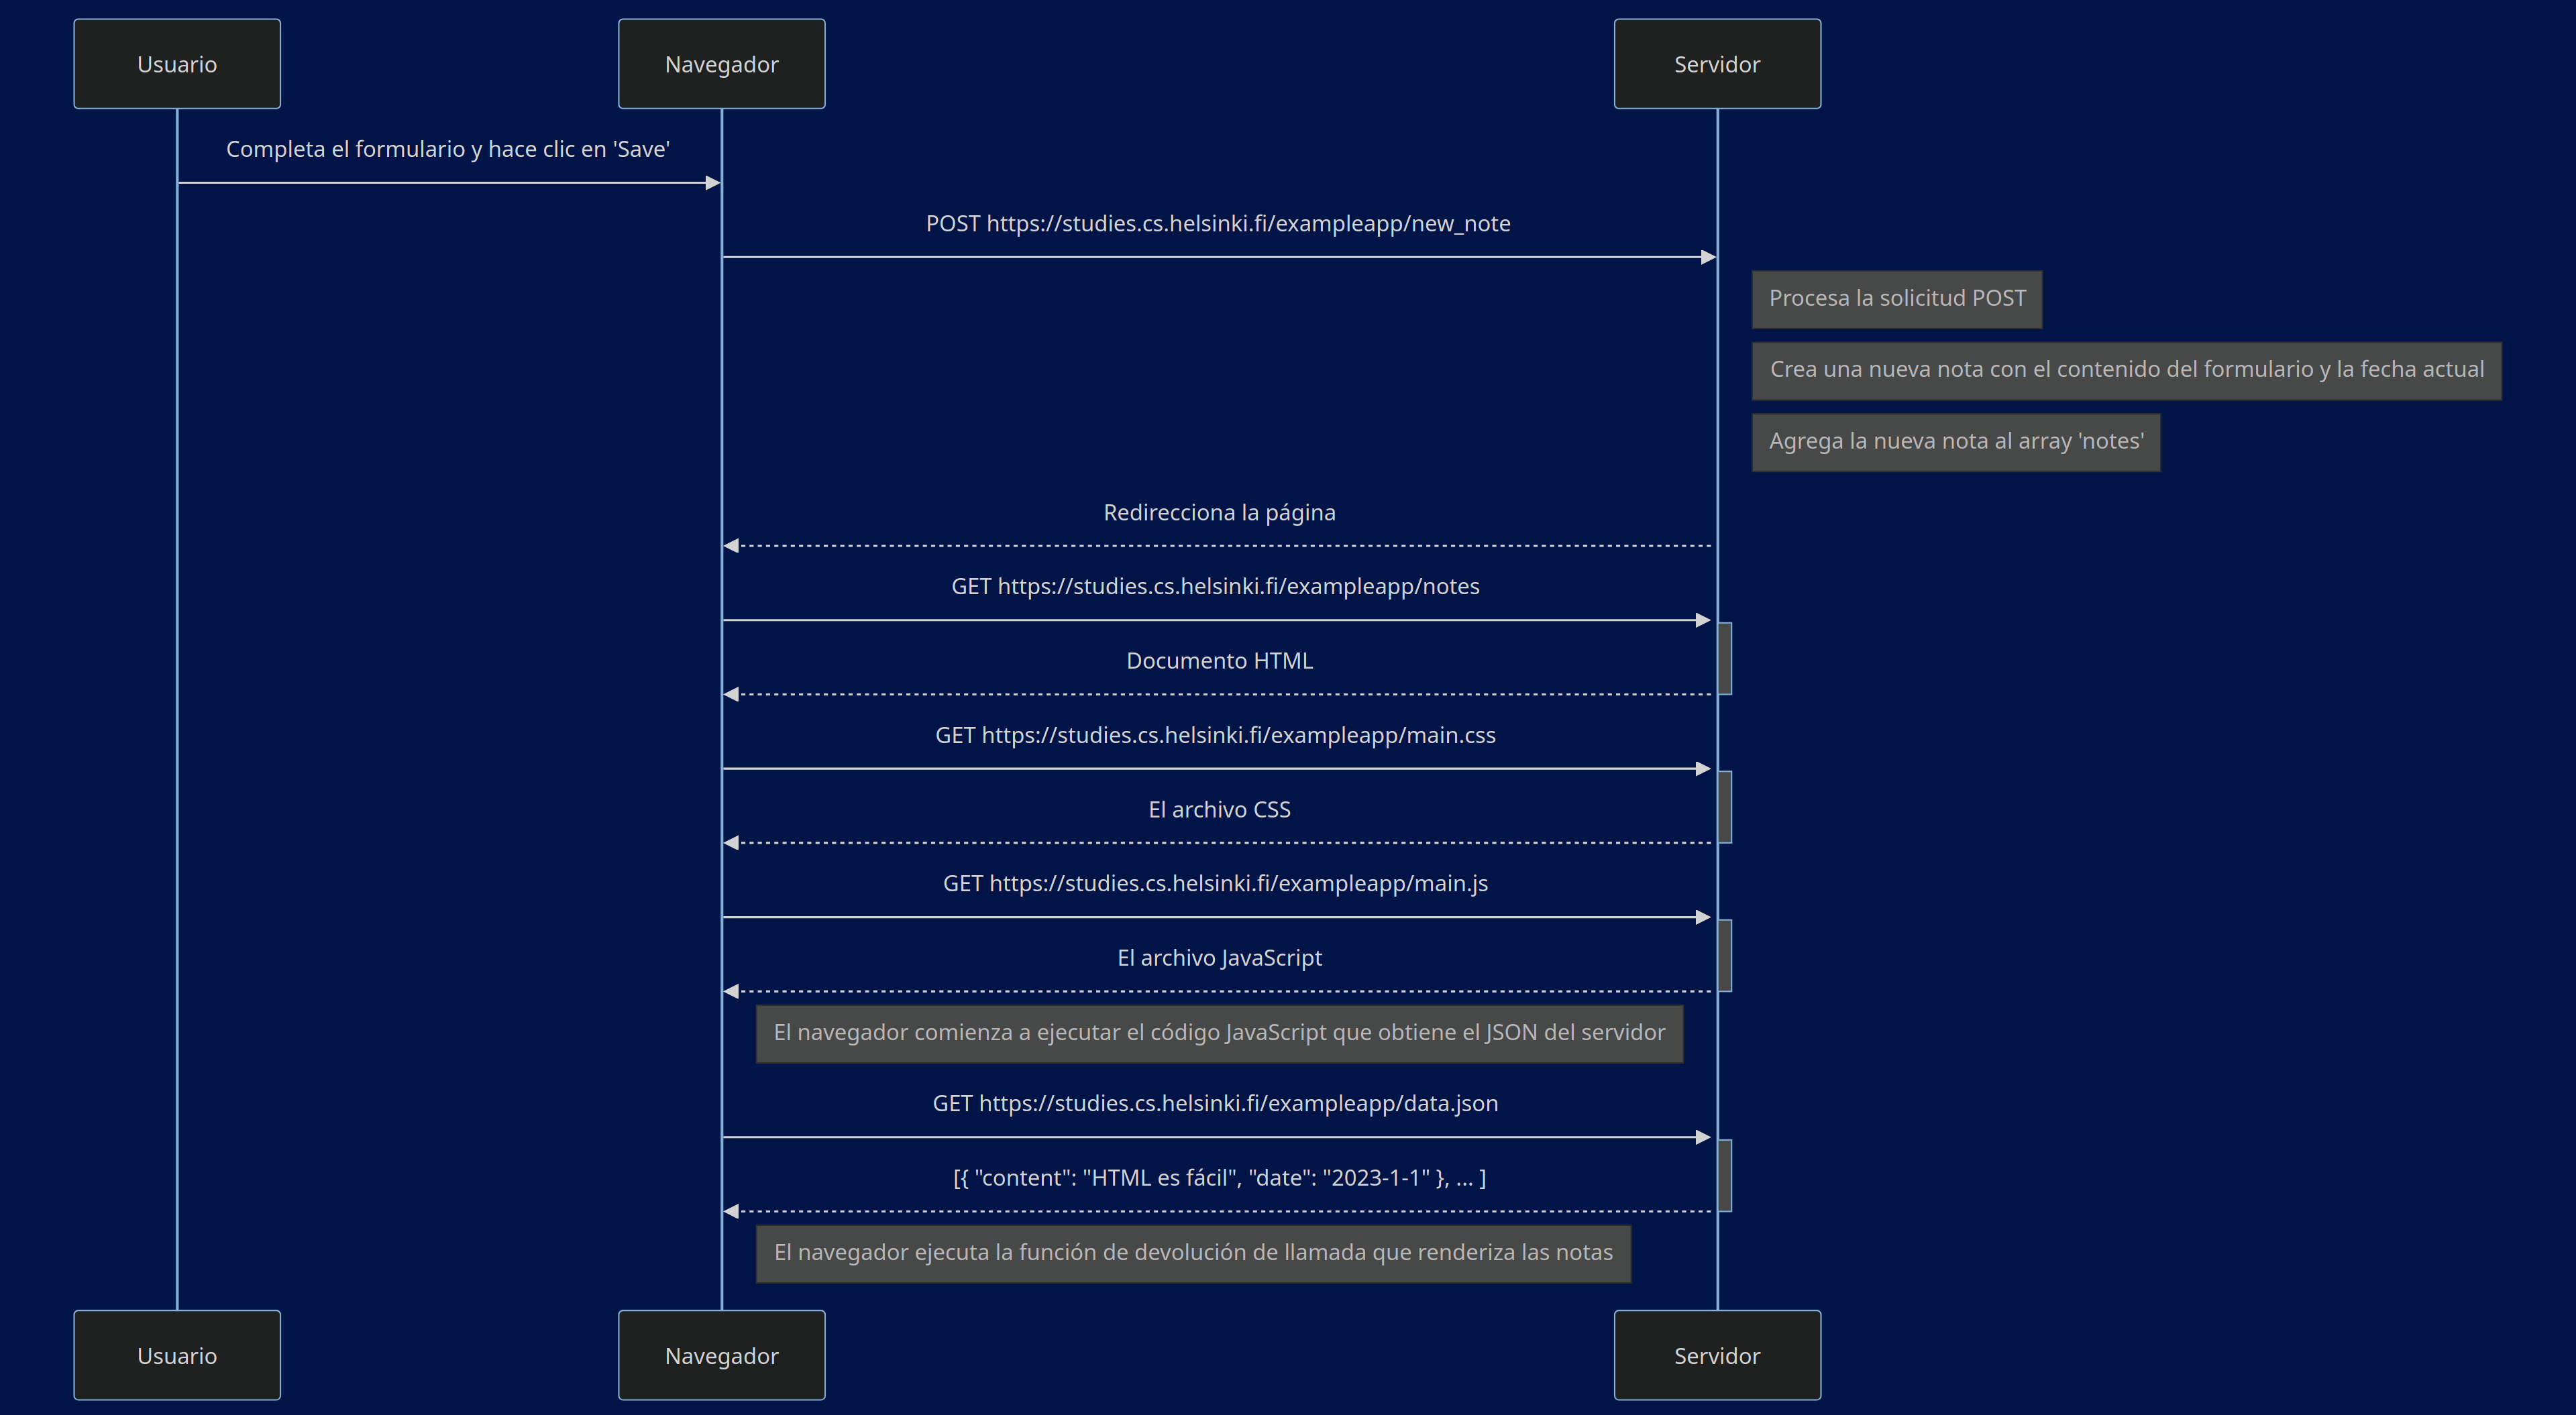 Usuario
Navegador
Servidor
Completa el formulario y hace clic en 'Save'
POST https://studies.cs.helsinki.fi/exampleapp/new_note
Procesa la solicitud POST
Crea una nueva nota con el contenido del formulario y la fecha actual
Agrega la nueva nota al array 'notes'
Redirecciona la página
GET https://studies.cs.helsinki.fi/exampleapp/notes
Documento HTML
GET https://studies.cs.helsinki.fi/exampleapp/main.css
El archivo CSS
GET https://studies.cs.helsinki.fi/exampleapp/main.js
El archivo JavaScript
El navegador comienza a ejecutar el código JavaScript que obtiene el JSON del servidor
GET https://studies.cs.helsinki.fi/exampleapp/data.json
[{ "content": "HTML es fácil", "date": "2023-1-1" }, ... ]
El navegador ejecuta la función de devolución de llamada que renderiza las notas
Usuario
Navegador
Servidor